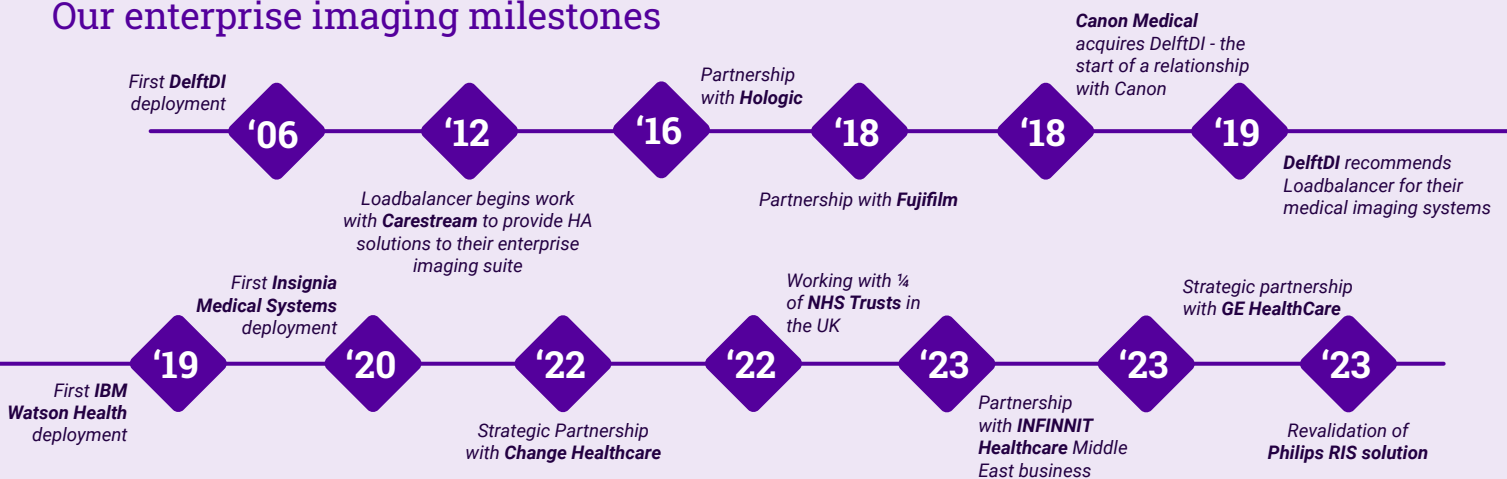 Our enterprise imaging milestones
First DelftDI
deployment
‘06
Loadbalancer begins work
with Carestream to provide HA
solutions to their enterprise
imaging suite
‘12
Partnership
with Hologic
‘16
Partnership with Fujifilm
‘18
Canon Medical
acquires DelftDI - the
start of a relationship
with Canon
‘18
DelftDI recommends
Loadbalancer for their
medical imaging systems
‘19
First IBM
Watson Health
deployment
‘19
First Insignia
Medical Systems
deployment
‘20
Strategic Partnership
with Change Healthcare
‘22
Working with ¼
of NHS Trusts in
the UK
‘22
Partnership
with INFINNIT
Healthcare Middle
East business
‘23
Strategic partnership
with GE HealthCare
‘23
Revalidation of
Philips RIS solution
‘23